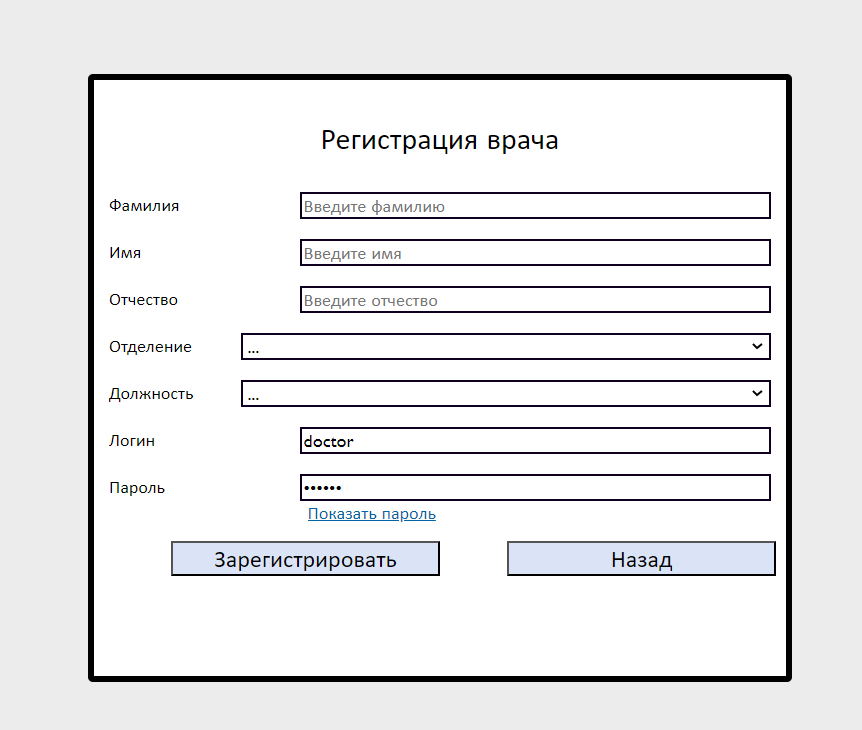 Регистрация врача
Фамилия Введите фамилию
Имя Введите имя
Отчество Введите отчество
Отделение ...
Должность ...
Логин doctor
Пароль ••••••
Показать пароль
Зарегистрировать Назад